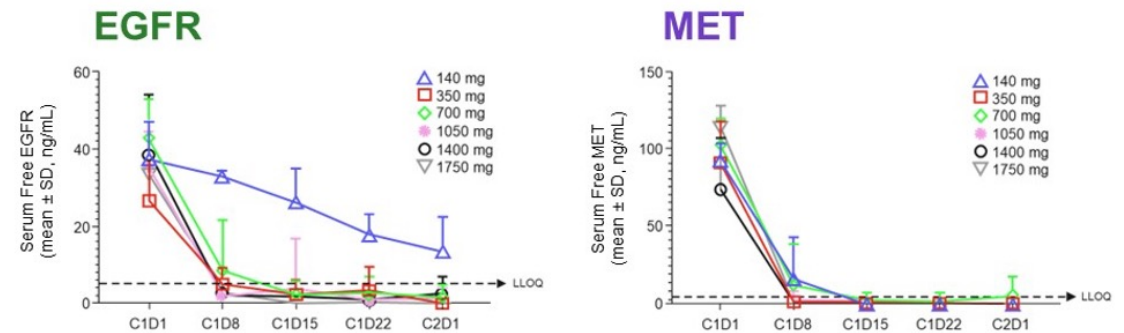 EGFR
MET
Serum Free EGFR
(mean ± SD, ng/mL)
60
40
20
0
140 mg
350 mg
700 mg
1050 mg
1400 mg
1750 mg
LLOQ
C1D1 C1D8 C1D15 C1D22 C2D1
Serum Free MET
(mean ± SD, ng/mL)
150
100
50
0
140 mg
350 mg
700 mg
1050 mg
1400 mg
1750 mg
LLOQ
C1D1 C1D8 C1D15 C1D22 C2D1